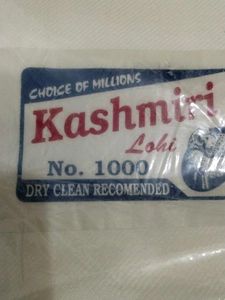 CHOICE OF MILLIONS
Kashmiri
Lohi
No. 1000
DRY CLEAN RECOMENDED